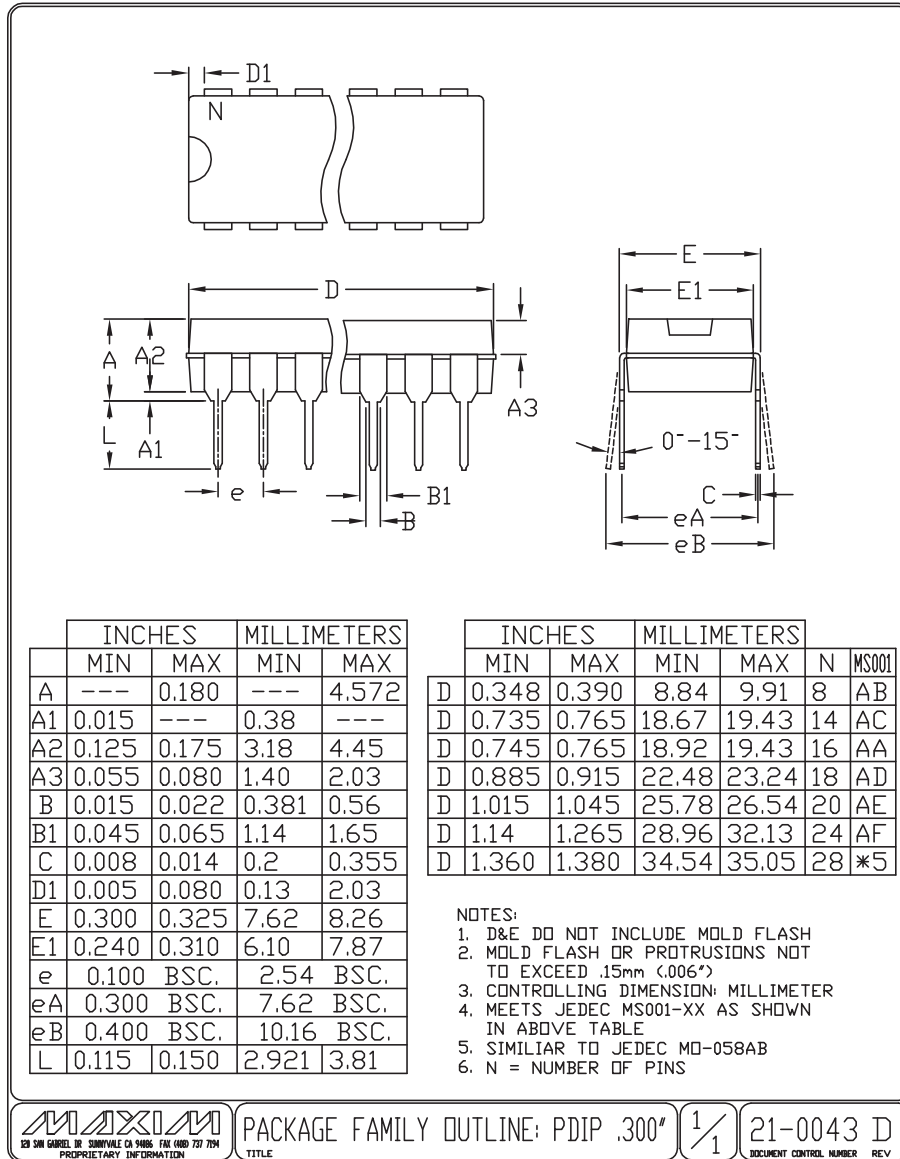 D1
N
D
E
E1
A
A2
A3
L
A1
0°-15°
e
B1
B
C
eA
eB
INCHES MILLIMETERS
MIN MAX MIN MAX
A --- 0.180 --- 4.572
A1 0.015 --- 0.38 ---
A2 0.125 0.175 3.18 4.45
A3 0.055 0.080 1.40 2.03
B 0.015 0.022 0.381 0.56
B1 0.045 0.065 1.14 1.65
C 0.008 0.014 0.2 0.355
D1 0.005 0.080 0.13 2.03
E 0.300 0.325 7.62 8.26
E1 0.240 0.310 6.10 7.87
e 0.100 BSC. 2.54 BSC.
eA 0.300 BSC. 7.62 BSC.
eB 0.400 BSC. 10.16 BSC.
L 0.115 0.150 2.921 3.81
INCHES MILLIMETERS
MIN MAX MIN MAX N MS001
D 0.348 0.390 8.84 9.91 8 AB
D 0.735 0.765 18.67 19.43 14 AC
D 0.745 0.765 18.92 19.43 16 AA
D 0.885 0.915 22.48 23.24 18 AD
D 1.015 1.045 25.78 26.54 20 AE
D 1.14 1.265 28.96 32.13 24 AF
D 1.360 1.380 34.54 35.05 28 *5
NOTES:
1. D&E DO NOT INCLUDE MOLD FLASH
2. MOLD FLASH OR PROTRUSIONS NOT
TO EXCEED .15mm (.006")
3. CONTROLLING DIMENSION: MILLIMETER
4. MEETS JEDEC MS001-XX AS SHOWN
IN ABOVE TABLE
5. SIMILIAR TO JEDEC MO-058AB
6. N = NUMBER OF PINS
MAXIM
120 SAN GABRIEL DR SUNNYVALE CA 94086 FAX (408) 737 7194
PROPRIETARY INFORMATION
PACKAGE FAMILY OUTLINE: PDIP .300"
TITLE
1/1
21-0043 D
DOCUMENT CONTROL NUMBER REV